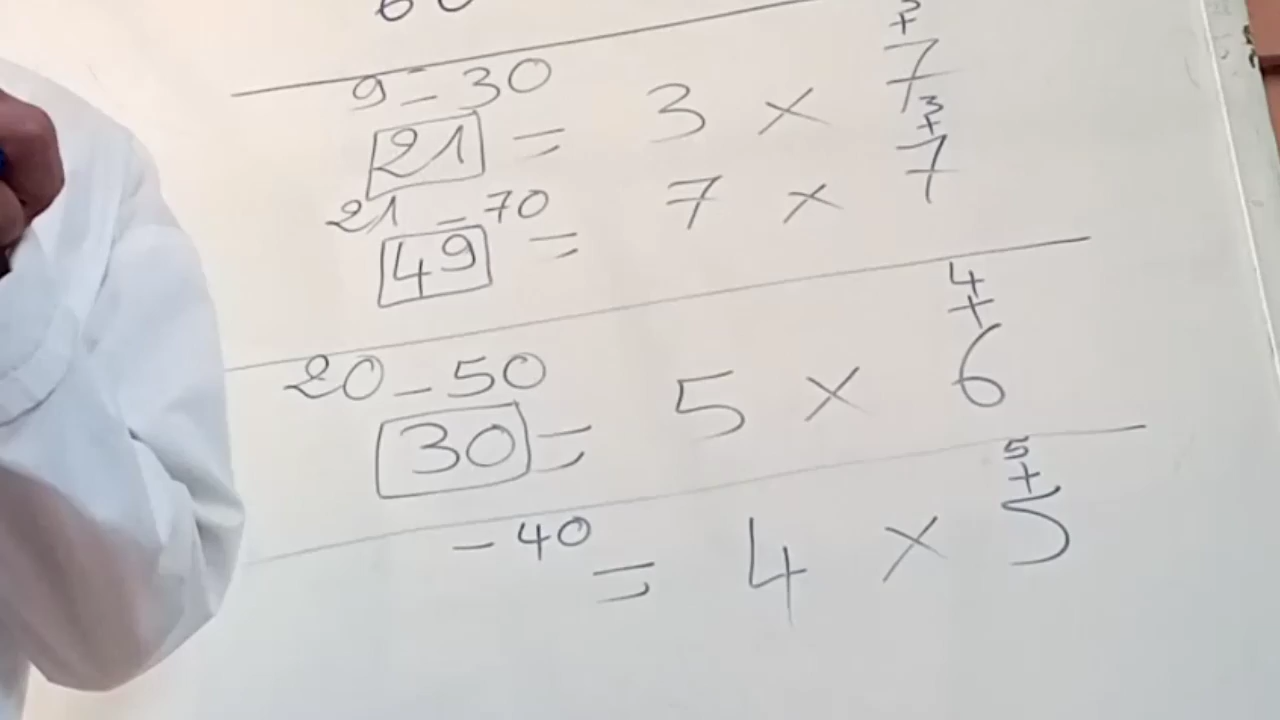 3
+
9 - 30
21 = 3 × 7
3
+
21 - 70
49 = 7 × 7
4
+
20 - 50
30 = 5 × 6
5
+
- 40
= 4 × 5